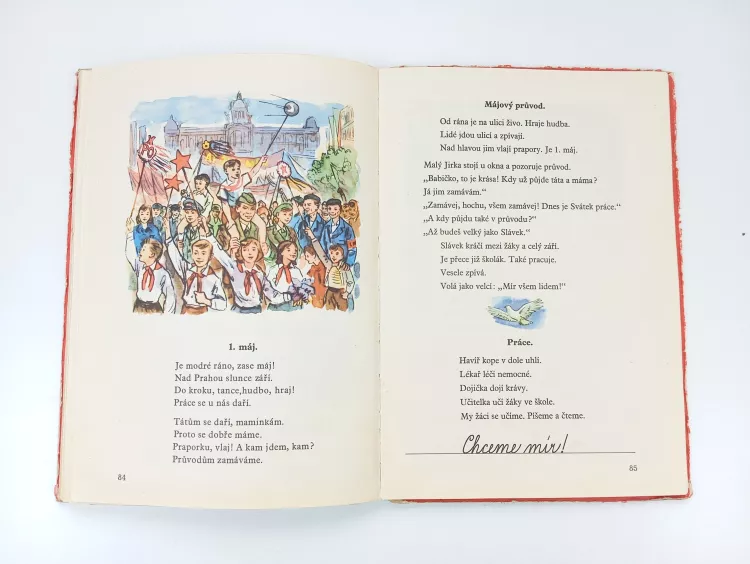 1. máj.
Je modré ráno, zase máj!
Nad Prahou slunce září.
Do kroku, tance,hudbo, hraj!
Práce se u nás daří.
Tátům se daří, maminkám.
Proto se dobře máme.
Praporku, vlaj! A kam jdem, kam?
Průvodům zamáváme.
84
Májový průvod.
Od rána je na ulici živo. Hraje hudba.
Lidé jdou ulicí a zpívají.
Nad hlavou jim vlají prapory. Je 1. máj.
Malý Jirka stojí u okna a pozoruje průvod.
„Babičko, to je krása! Kdy už půjde táta a máma?
Já jim zamávám.“
„Zamávej, hochu, všem zamávej! Dnes je Svátek práce.“
„A kdy půjdu také v průvodu?“
„Až budeš velký jako Slávek.“
Slávek kráčí mezi žáky a celý září.
Je přece již školák. Také pracuje.
Vesele zpívá.
Volá jako velcí: „Mír všem lidem!“
Práce.
Havíř kope v dole uhlí.
Lékař léčí nemocné.
Dojička dojí krávy.
Učitelka učí žáky ve škole.
My žáci se učíme. Píšeme a čteme.
Chceme mír!
85